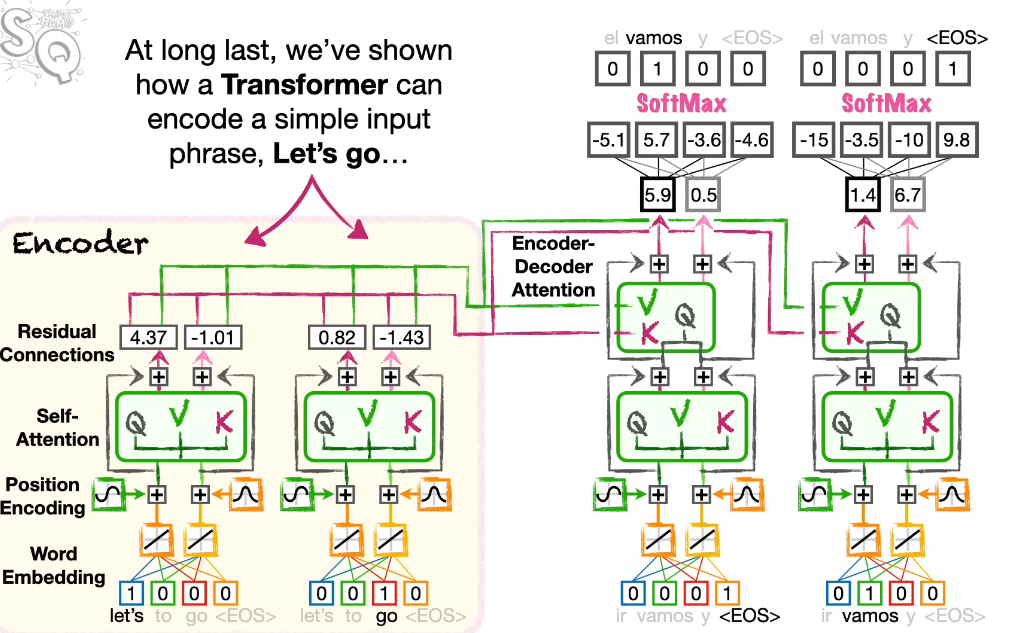 SQ
el vamos y <EOS> el vamos y <EOS>
At long last, we've shown
how a Transformer can
encode a simple input
phrase, Let's go…
0 1 0 0 0 0 0 1
SoftMax SoftMax
-5.1 5.7 -3.6 -4.6 -15 -3.5 -10 9.8
5.9 0.5 1.4 6.7
Encoder
Encoder-
Decoder
Attention
+ + + +
V Q V Q
K K
Residual
Connections
4.37 -1.01 0.82 -1.43
+ + + + + + + +
Self-
Attention
Q V K Q V K Q V K Q V K
Position
Encoding
+ + + + + + + +
Word
Embedding
1 0 0 0 0 0 1 0 0 0 0 1 0 1 0 0
let's to go <EOS> let's to go <EOS> ir vamos y <EOS> ir vamos y <EOS>